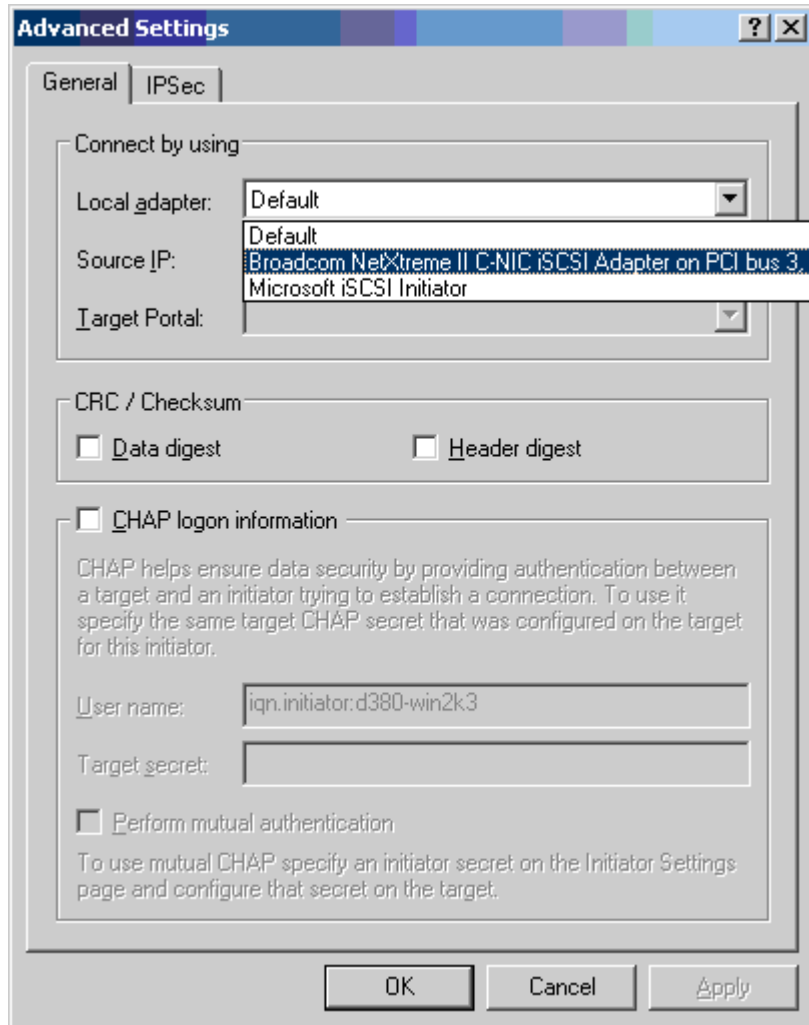 Advanced Settings
General
IPSec
Connect by using
Local adapter:
Default
Default
Source IP:
Broadcom NetXtreme II C-NIC iSCSI Adapter on PCI bus 3,
Microsoft iSCSI Initiator
Target Portal:
CRC / Checksum
Data digest
Header digest
CHAP logon information
CHAP helps ensure data security by providing authentication between
a target and an initiator trying to establish a connection. To use it
specify the same target CHAP secret that was configured on the target
for this initiator.
User name:
iqn.initiator:d380-win2k3
Target secret:
Perform mutual authentication
To use mutual CHAP specify an initiator secret on the Initiator Settings
page and configure that secret on the target.
OK
Cancel
Apply